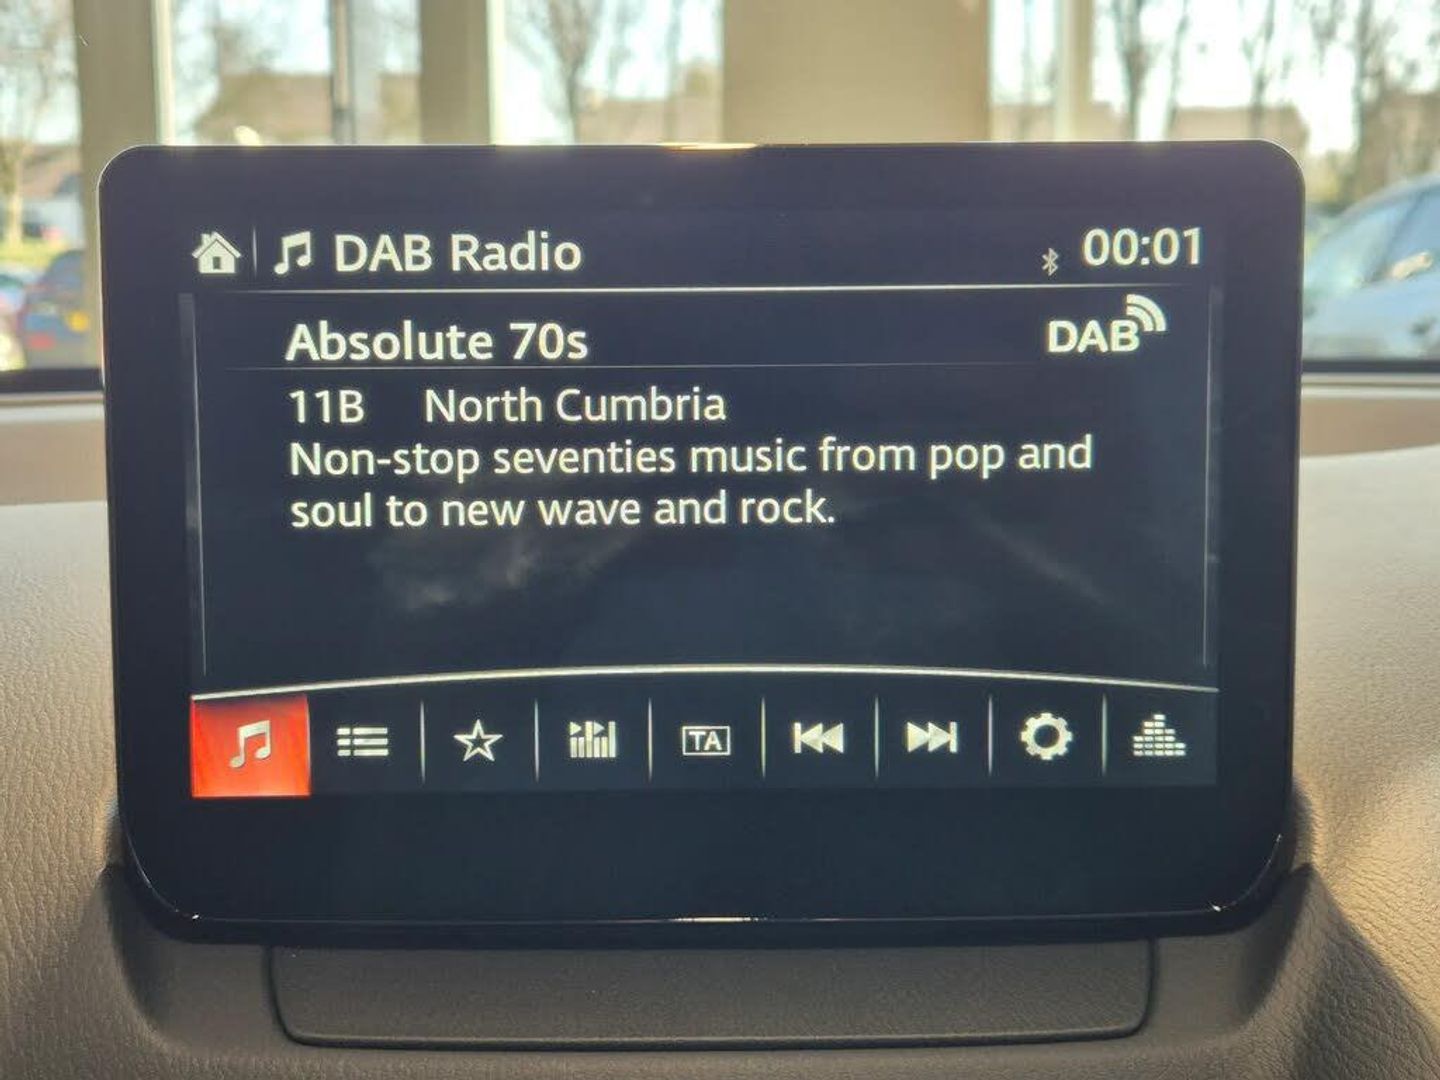 DAB Radio 00:01
Absolute 70s DAB
11B North Cumbria
Non-stop seventies music from pop and
soul to new wave and rock.
TA